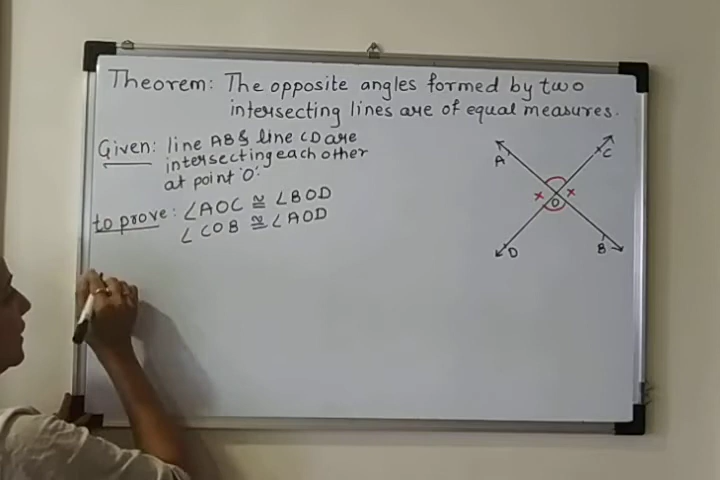 Theorem: The opposite angles formed by two
intersecting lines are of equal measures.
Given: line AB & line CD are
intersecting each other
at point 'O'.
to prove: ∠AOC ≅ ∠BOD
∠COB ≅ ∠AOD
A
C
x
x
O
D
B